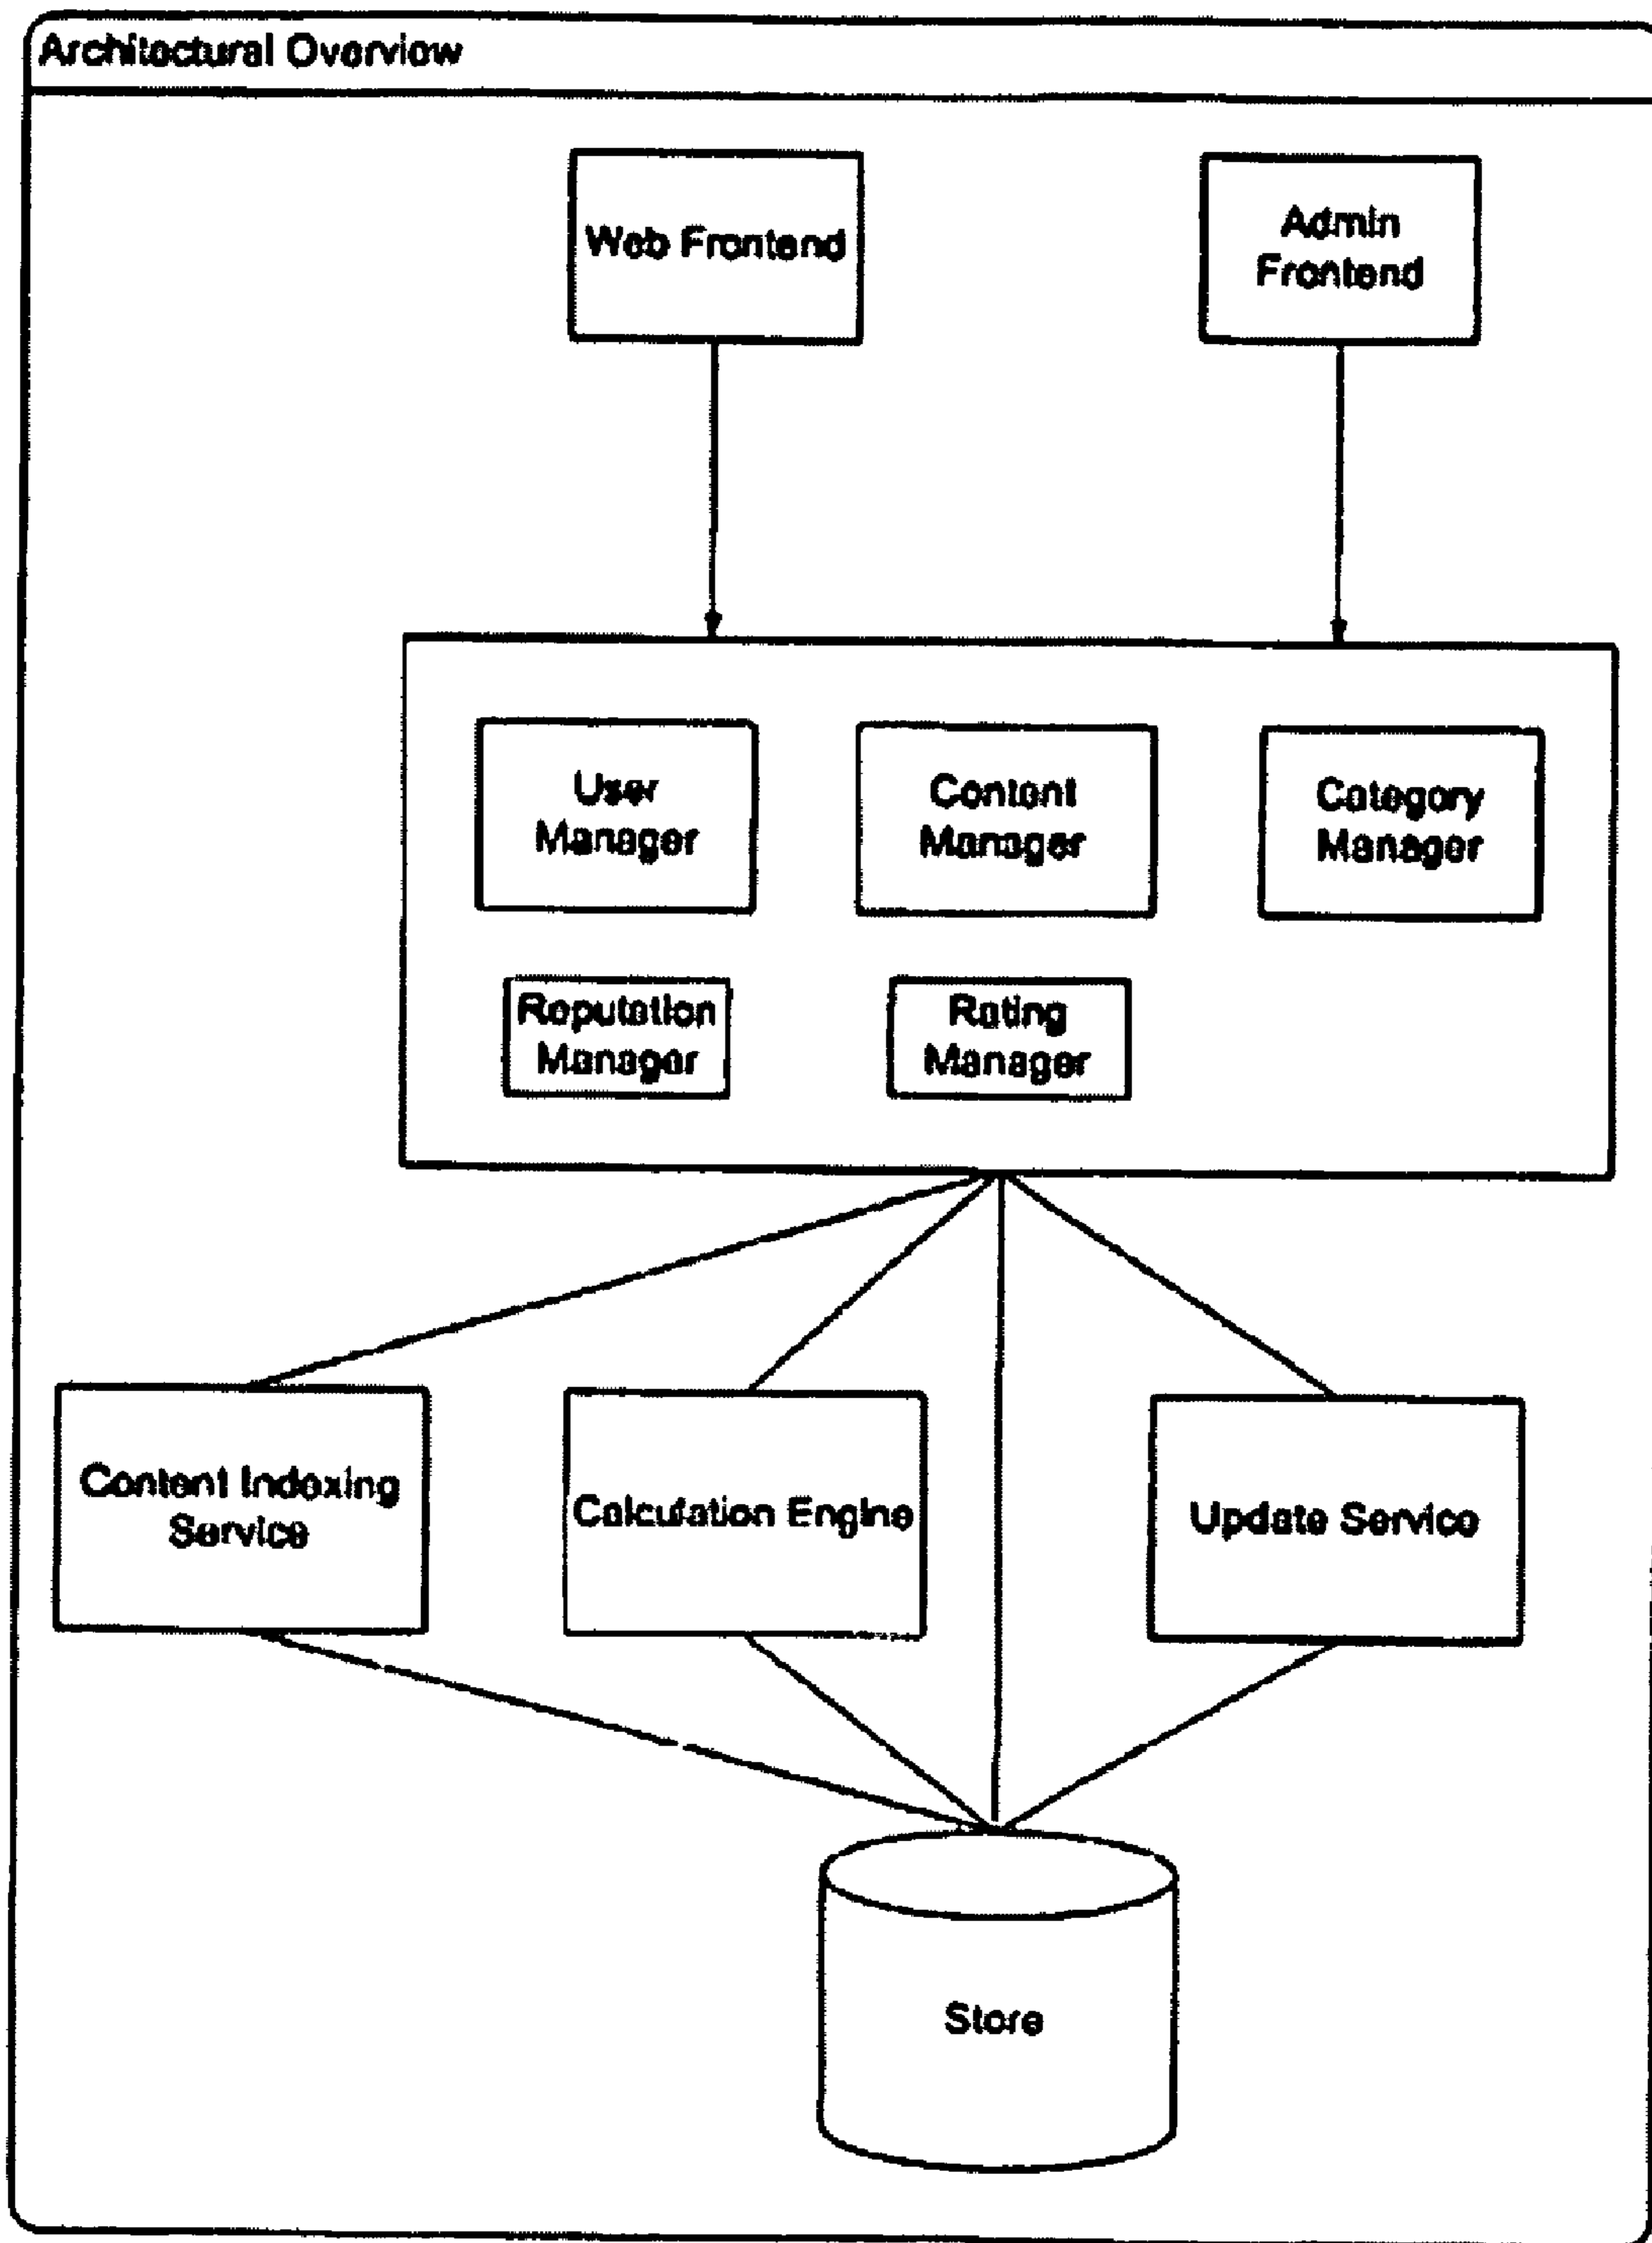 Architectural Overview
Web Frontend
Admin
Frontend
User
Manager
Content
Manager
Category
Manager
Reputation
Manager
Rating
Manager
Content Indexing
Service
Calculation Engine
Update Service
Store